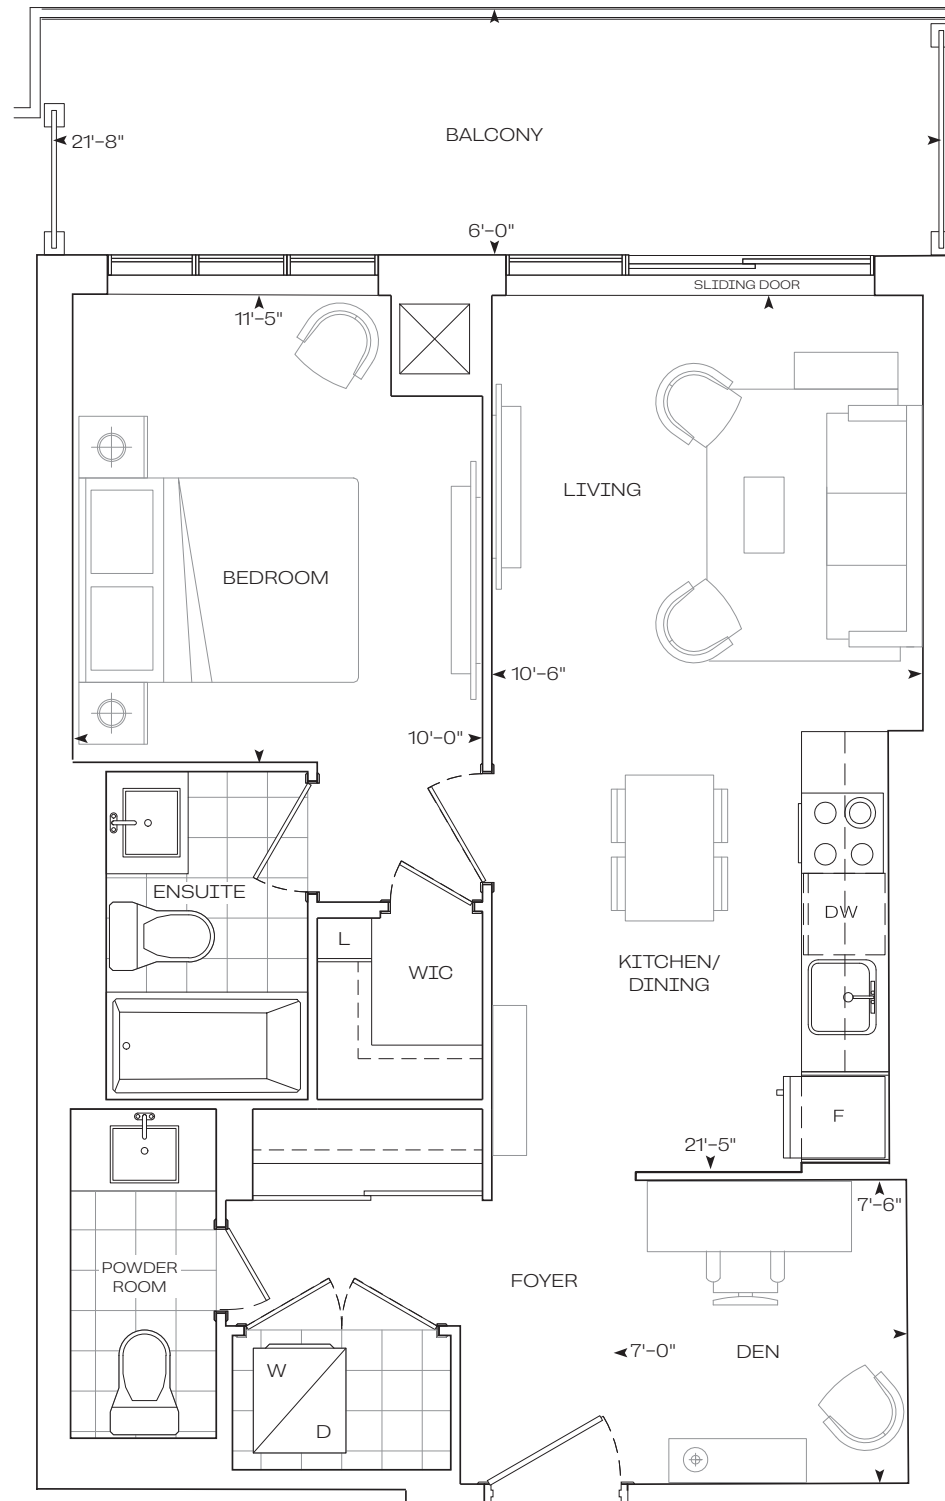 BALCONY
21'-8"
6'-0"
SLIDING DOOR
11'-5"
LIVING
BEDROOM
10'-6"
10'-0"
ENSUITE
DW
L
WIC
KITCHEN/
DINING
F
21'-5"
7'-6"
POWDER
ROOM
FOYER
7'-0"
DEN
W
D